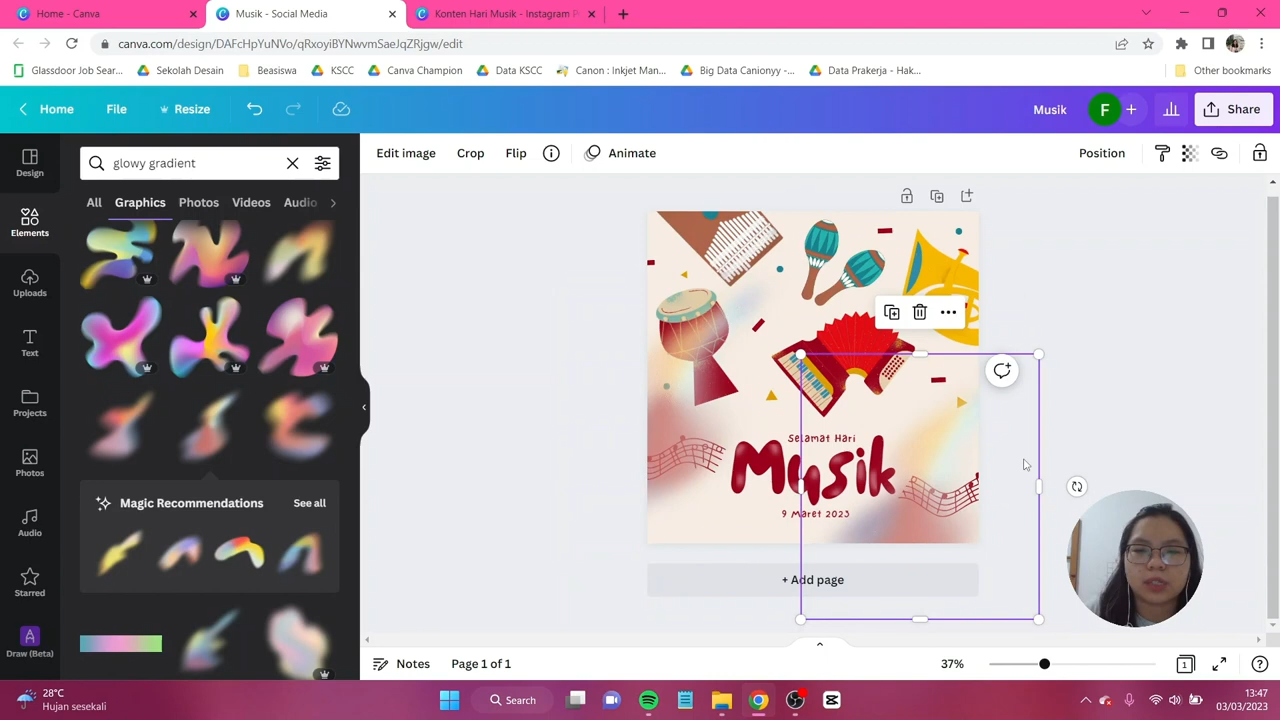 Home - Canva
Musik - Social Media
Konten Hari Musik - Instagram P
canva.com/design/DAFcHpYuNVo/qRxoyiBYNwvmSaeJqZRjgw/edit
Glassdoor Job Sear...
Sekolah Desain
Beasiswa
KSCC
Canva Champion
Data KSCC
Canon : Inkjet Man...
Big Data Canionyy -...
Data Prakerja - Hak...
Other bookmarks
Home
File
Resize
Musik
F
+
Share
Design
Elements
Uploads
Text
Projects
Photos
Audio
Starred
Draw (Beta)
glowy gradient
All
Graphics
Photos
Videos
Audio
Magic Recommendations
See all
Edit image
Crop
Flip
Animate
Position
Selamat Hari
Musik
9 Maret 2023
+ Add page
Notes
Page 1 of 1
37%
1
28°C
Hujan sesekali
Search
13:47
03/03/2023